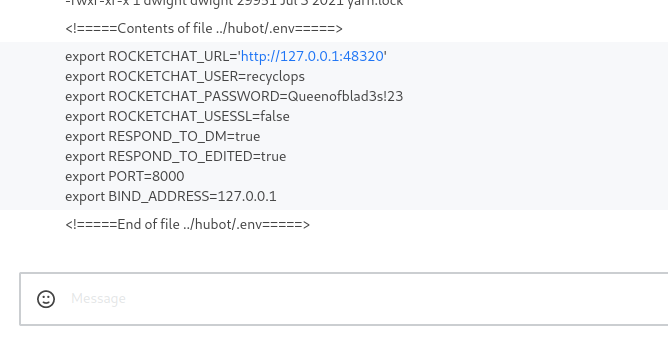 -rwxr-xr-x 1 dwight dwight 29951 Jul 5 2021 yarn.lock
<!=====Contents of file ../hubot/.env=====>
export ROCKETCHAT_URL='http://127.0.0.1:48320'
export ROCKETCHAT_USER=recyclops
export ROCKETCHAT_PASSWORD=Queenofblad3s!23
export ROCKETCHAT_USESSL=false
export RESPOND_TO_DM=true
export RESPOND_TO_EDITED=true
export PORT=8000
export BIND_ADDRESS=127.0.0.1
<!=====End of file ../hubot/.env=====>
Message